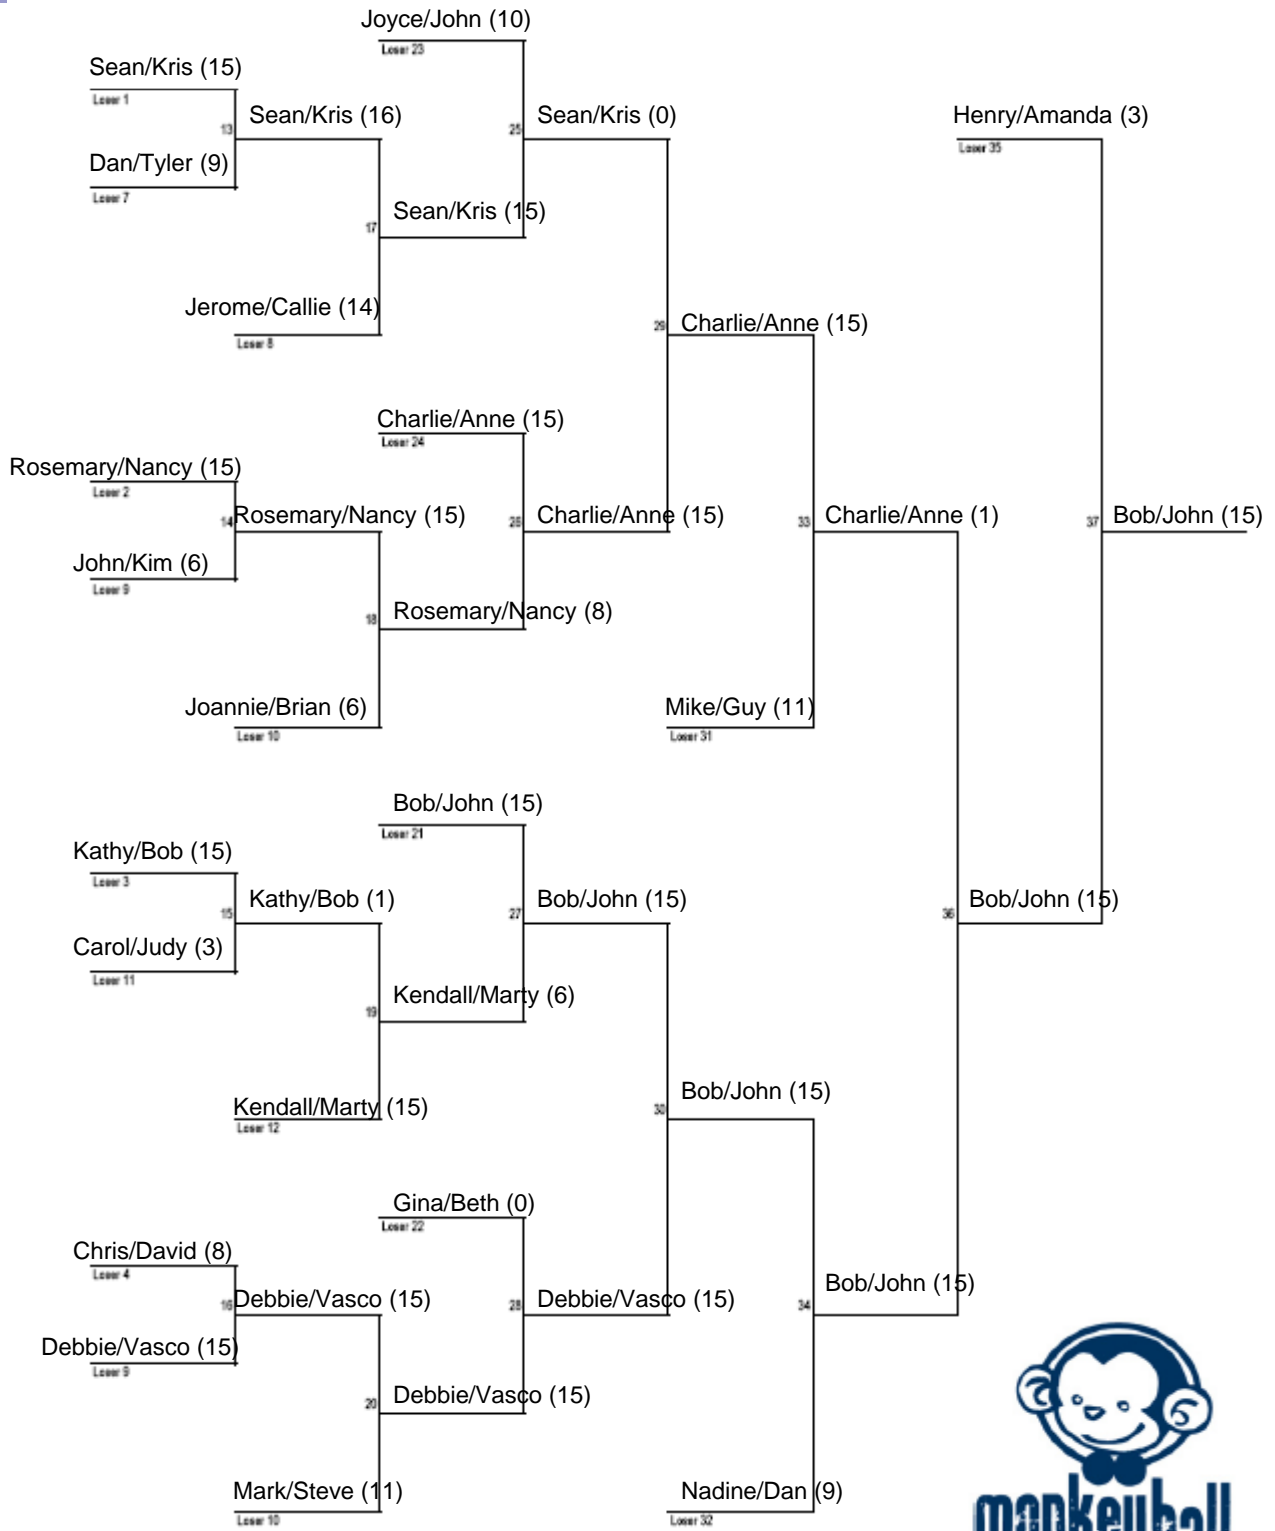 Joyce/John (10)
Loser 23
Sean/Kris (15)
Loser 1
13
Sean/Kris (16)
25
Sean/Kris (0)
Henry/Amanda (3)
Loser 35
Dan/Tyler (9)
Loser 7
17
Sean/Kris (15)
Jerome/Callie (14)
Loser 8
29
Charlie/Anne (15)
Charlie/Anne (15)
Loser 24
Rosemary/Nancy (15)
Loser 2
14
Rosemary/Nancy (15)
26
Charlie/Anne (15)
33
Charlie/Anne (1)
37
Bob/John (15)
John/Kim (6)
Loser 9
18
Rosemary/Nancy (8)
Joannie/Brian (6)
Loser 10
Mike/Guy (11)
Loser 31
Bob/John (15)
Loser 21
Kathy/Bob (15)
Loser 3
15
Kathy/Bob (1)
27
Bob/John (15)
36
Bob/John (15)
Carol/Judy (3)
Loser 11
19
Kendall/Marty (6)
Kendall/Marty (15)
Loser 12
30
Bob/John (15)
Gina/Beth (0)
Loser 22
Chris/David (8)
Loser 4
16
Debbie/Vasco (15)
28
Debbie/Vasco (15)
34
Bob/John (15)
Debbie/Vasco (15)
Loser 9
20
Debbie/Vasco (15)
Mark/Steve (11)
Loser 10
Nadine/Dan (9)
Loser 32
monkeyball